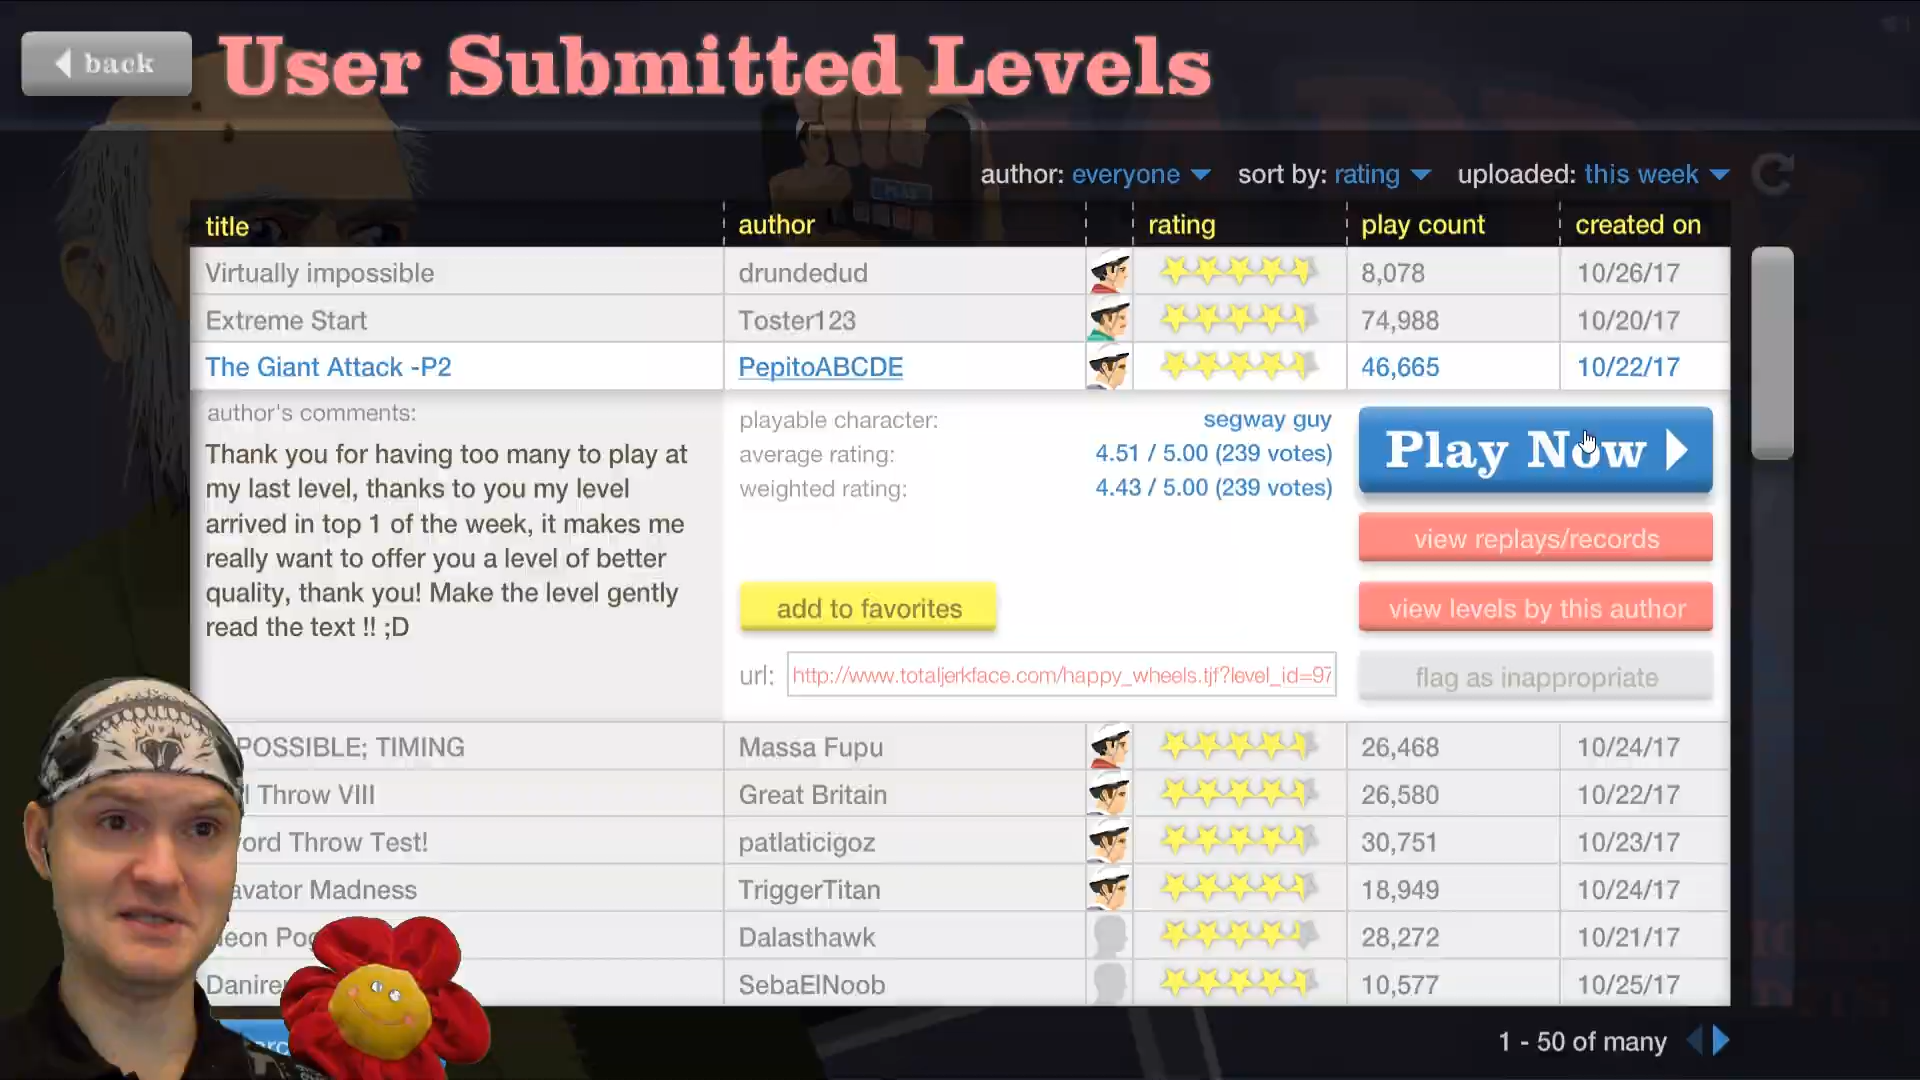 back
User Submitted Levels
author: everyone sort by: rating uploaded: this week
title author rating play count created on
Virtually impossible drundedud 8,078 10/26/17
Extreme Start Toster123 74,988 10/20/17
The Giant Attack -P2 PepitoABCDE 46,665 10/22/17
author's comments:
Thank you for having too many to play at
my last level, thanks to you my level
arrived in top 1 of the week, it makes me
really want to offer you a level of better
quality, thank you! Make the level gently
read the text !! ;D
playable character: segway guy
average rating: 4.51 / 5.00 (239 votes)
weighted rating: 4.43 / 5.00 (239 votes)
add to favorites
url: http://www.totaljerkface.com/happy_wheels.tjf?level_id=97
Play Now
view replays/records
view levels by this author
flag as inappropriate
POSSIBLE; TIMING Massa Fupu 26,468 10/24/17
Throw VIII Great Britain 26,580 10/22/17
Throw Test! patlaticigoz 30,751 10/23/17
Madness TriggerTitan 18,949 10/24/17
Dalasthawk 28,272 10/21/17
SebaElNoob 10,577 10/25/17
1 - 50 of many